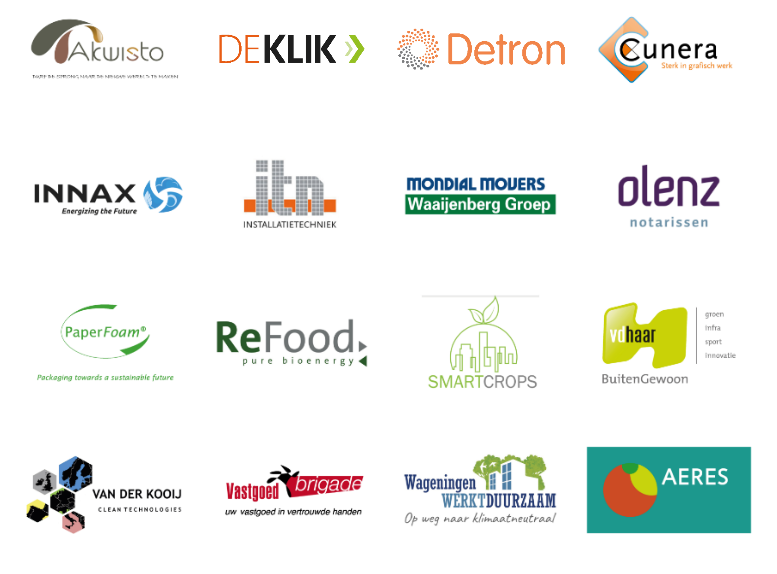 Akwisto
DEKLIK
Detron
Cunera
Sterk in grafisch werk
INNAX
Energizing the Future
itn
INSTALLATIETECHNIEK
MONDIAL MOVERS
Waaijenberg Groep
olenz
notarissen
PaperFoam®
Packaging towards a sustainable future
ReFood
pure bioenergy
SMARTCROPS
vdhaar
groen
infra
sport
innovatie
BuitenGewoon
VAN DER KOOIJ
CLEAN TECHNOLOGIES
Vastgoed brigade
uw vastgoed in vertrouwde handen
Wageningen
WERKTDUURZAAM
Op weg naar klimaatneutraal
AERES